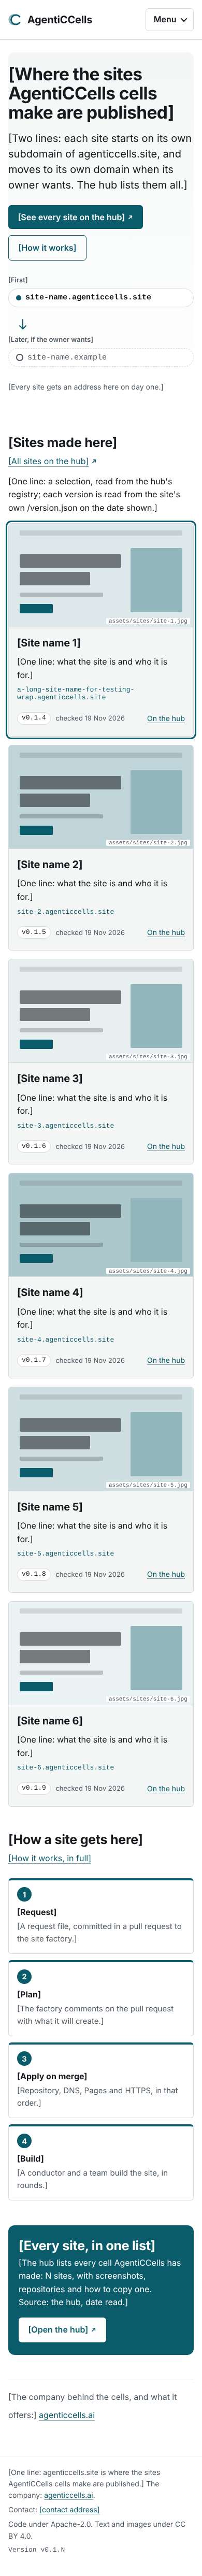 AgentiCCells
Menu
[Where the sites
AgentiCCells cells
make are published]
[Two lines: each site starts on its own
subdomain of agenticcells.site, and
moves to its own domain when its
owner wants. The hub lists them all.]
[See every site on the hub] ↗
[How it works]
[First]
site-name.agenticcells.site
↓
[Later, if the owner wants]
site-name.example
[Every site gets an address here on day one.]
[Sites made here]
[All sites on the hub] ↗
[One line: a selection, read from the hub's
registry; each version is read from the site's
own /version.json on the date shown.]
assets/sites/site-1.jpg
[Site name 1]
[One line: what the site is and who it is
for.]
a-long-site-name-for-testing-
wrap.agenticcells.site
v0.1.4 checked 19 Nov 2026 On the hub
assets/sites/site-2.jpg
[Site name 2]
[One line: what the site is and who it is
for.]
site-2.agenticcells.site
v0.1.5 checked 19 Nov 2026 On the hub
assets/sites/site-3.jpg
[Site name 3]
[One line: what the site is and who it is
for.]
site-3.agenticcells.site
v0.1.6 checked 19 Nov 2026 On the hub
assets/sites/site-4.jpg
[Site name 4]
[One line: what the site is and who it is
for.]
site-4.agenticcells.site
v0.1.7 checked 19 Nov 2026 On the hub
assets/sites/site-5.jpg
[Site name 5]
[One line: what the site is and who it is
for.]
site-5.agenticcells.site
v0.1.8 checked 19 Nov 2026 On the hub
assets/sites/site-6.jpg
[Site name 6]
[One line: what the site is and who it is
for.]
site-6.agenticcells.site
v0.1.9 checked 19 Nov 2026 On the hub
[How a site gets here]
[How it works, in full]
1
[Request]
[A request file, committed in a pull request to
the site factory.]
2
[Plan]
[The factory comments on the pull request
with what it will create.]
3
[Apply on merge]
[Repository, DNS, Pages and HTTPS, in that
order.]
4
[Build]
[A conductor and a team build the site, in
rounds.]
[Every site, in one list]
[The hub lists every cell AgentiCCells has
made: N sites, with screenshots,
repositories and how to copy one.
Source: the hub, date read.]
[Open the hub] ↗
[The company behind the cells, and what it
offers:] agenticcells.ai
[One line: agenticcells.site is where the sites
AgentiCCells cells make are published.] The
company: agenticcells.ai.
Contact: [contact address]
Code under Apache-2.0. Text and images under CC
BY 4.0.
Version v0.1.N